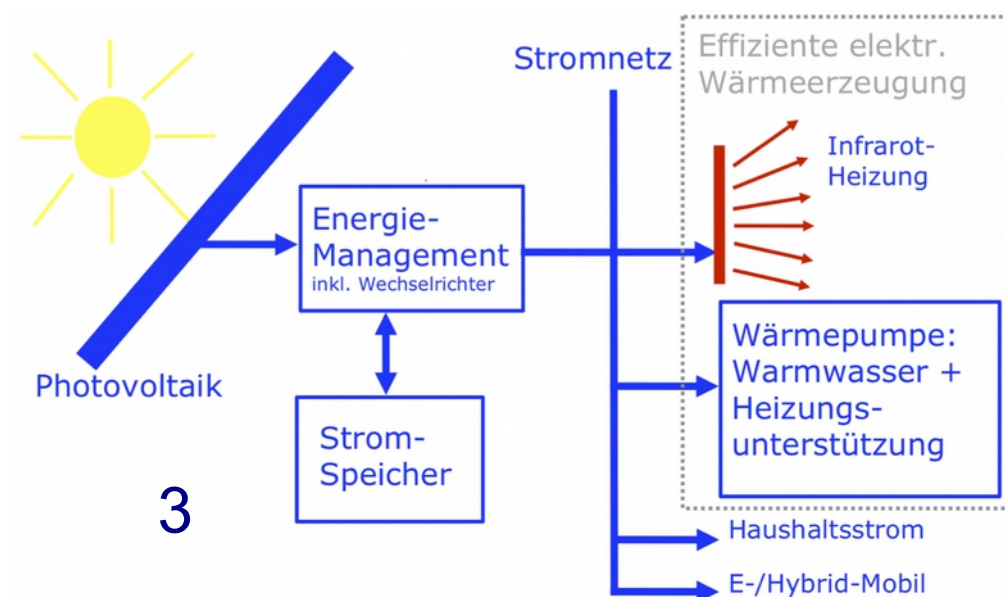 Stromnetz
Effiziente elektr.
Wärmeerzeugung
Infrarot-
Heizung
Energie-
Management
inkl. Wechselrichter
Wärmepumpe:
Warmwasser +
Heizungs-
unterstützung
Photovoltaik
Strom-
Speicher
3
Haushaltsstrom
E-/Hybrid-Mobil